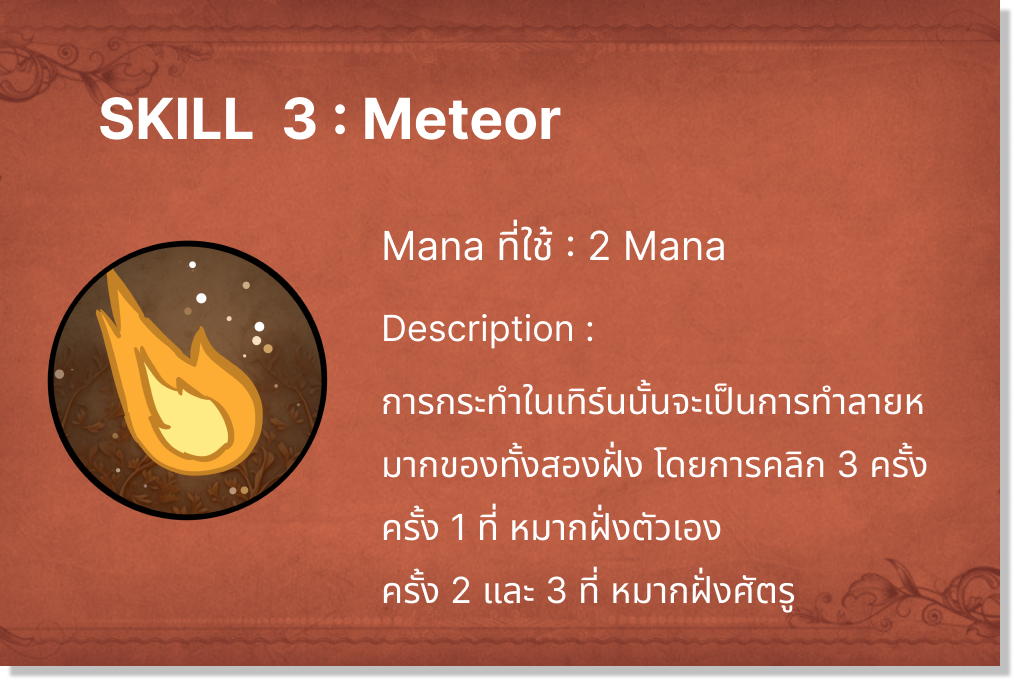 SKILL 3 : Meteor
Mana ที่ใช้ : 2 Mana
Description :
การกระทำในเทิร์นนั้นจะเป็นการทำลายห
มากของทั้งสองฝั่ง โดยการคลิก 3 ครั้ง
ครั้ง 1 ที่ หมากฝั่งตัวเอง
ครั้ง 2 และ 3 ที่ หมากฝั่งศัตรู